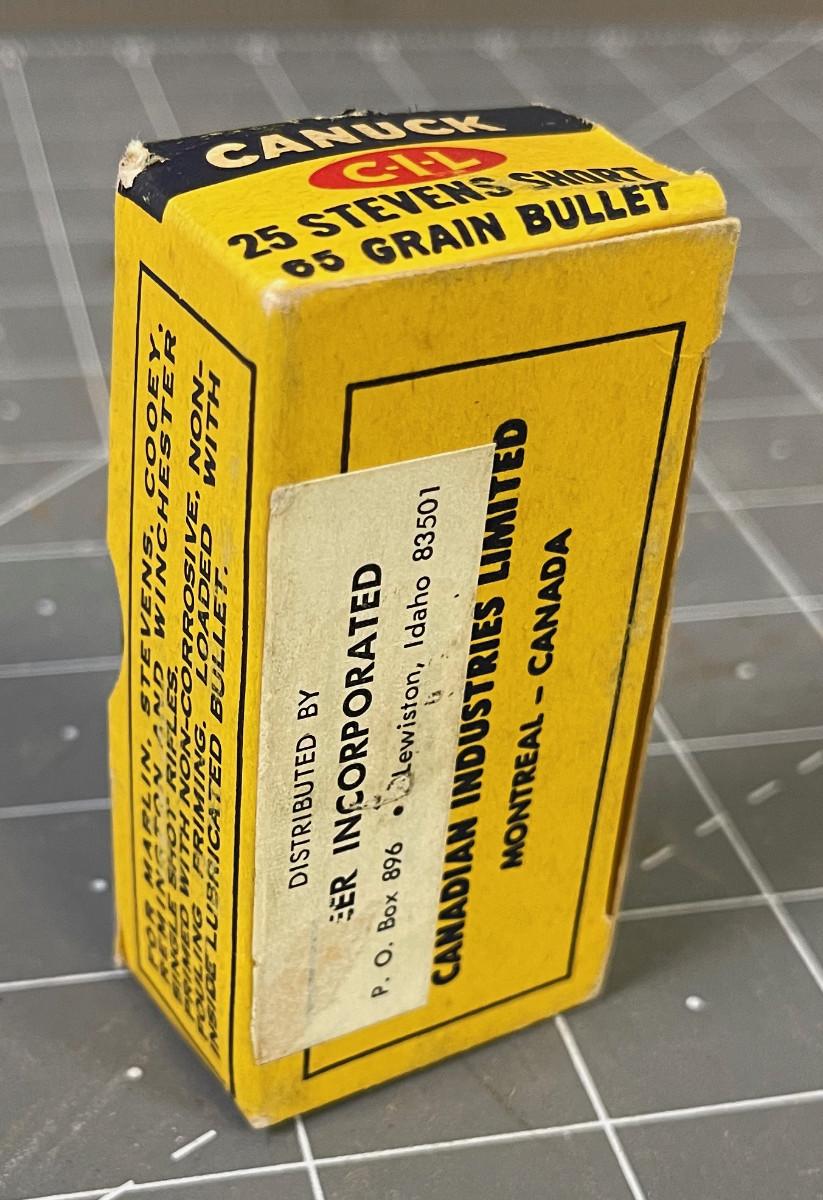 CANUCK
C-I-L
25 STEVENS SHORT
65 GRAIN BULLET
FOR MARLIN, STEVENS, COOEY,
REMINGTON AND WINCHESTER
SINGLE SHOT RIFLES.
PRIMED WITH NON-CORROSIVE, NON-
FOULING PRIMING. LOADED WITH
INSIDE LUBRICATED BULLET.
DISTRIBUTED BY
INCORPORATED
P. O. Box 896 • Lewiston, Idaho 83501
CANADIAN INDUSTRIES LIMITED
MONTREAL – CANADA